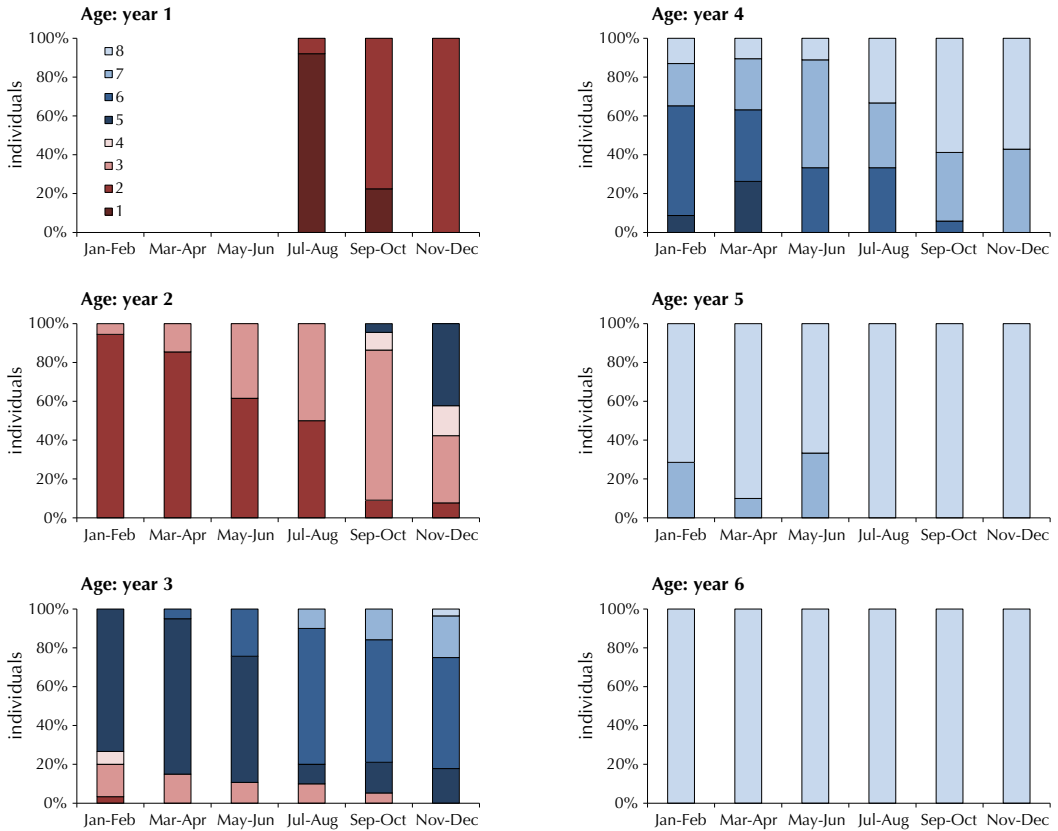 Age: year 1
individuals
100%
80%
60%
40%
20%
0%
8
7
6
5
4
3
2
1
Jan-Feb Mar-Apr May-Jun Jul-Aug Sep-Oct Nov-Dec
Age: year 2
individuals
100%
80%
60%
40%
20%
0%
Jan-Feb Mar-Apr May-Jun Jul-Aug Sep-Oct Nov-Dec
Age: year 3
individuals
100%
80%
60%
40%
20%
0%
Jan-Feb Mar-Apr May-Jun Jul-Aug Sep-Oct Nov-Dec
Age: year 4
individuals
100%
80%
60%
40%
20%
0%
Jan-Feb Mar-Apr May-Jun Jul-Aug Sep-Oct Nov-Dec
Age: year 5
individuals
100%
80%
60%
40%
20%
0%
Jan-Feb Mar-Apr May-Jun Jul-Aug Sep-Oct Nov-Dec
Age: year 6
individuals
100%
80%
60%
40%
20%
0%
Jan-Feb Mar-Apr May-Jun Jul-Aug Sep-Oct Nov-Dec